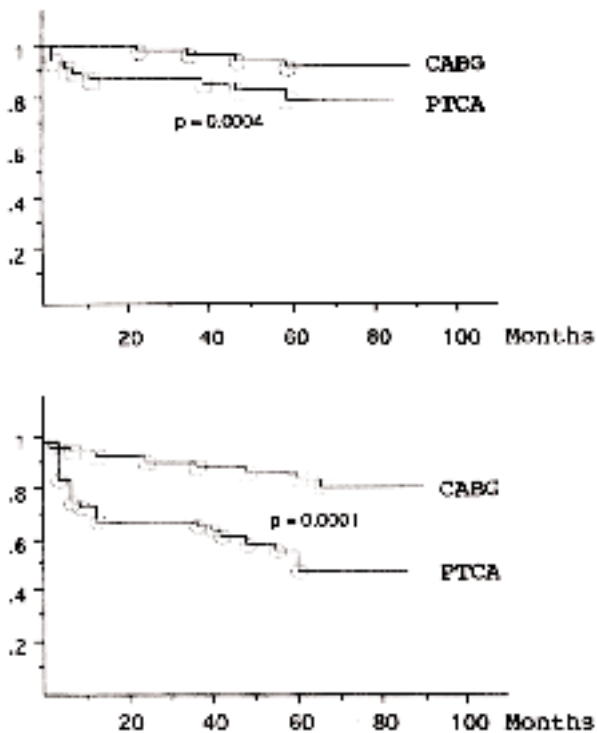 1
CABG
.8
PTCA
p = 0.0004
.6
.4
.2
20 40 60 80 100 Months
1
.8
CABG
p = 0.0001
.6
PTCA
.4
.2
20 40 60 80 100 Months